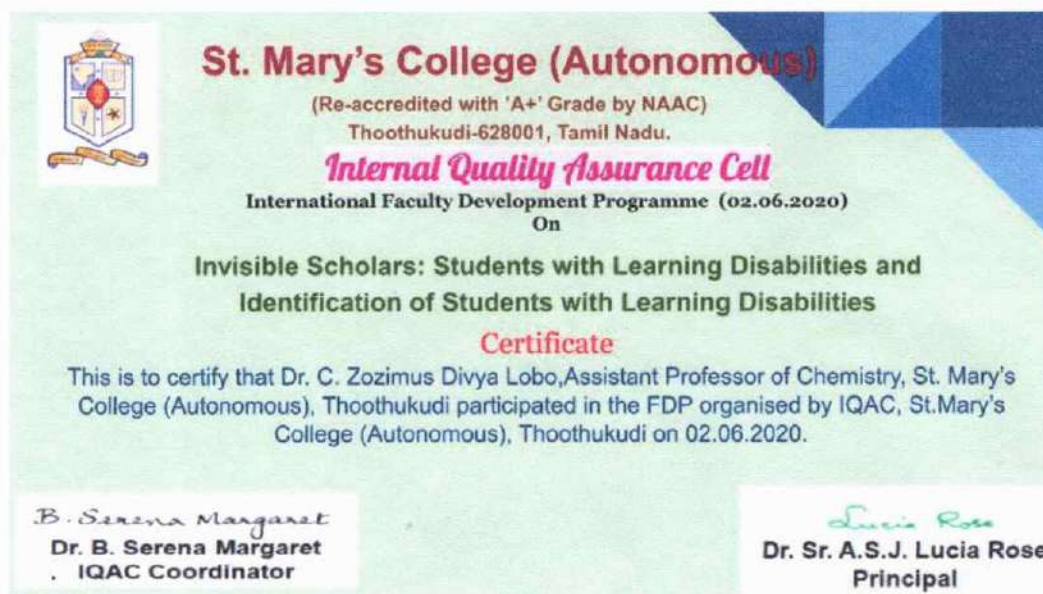 St. Mary's College (Autonomous)
(Re-accredited with 'A+' Grade by NAAC)
Thoothukudi-628001, Tamil Nadu.
Internal Quality Assurance Cell
International Faculty Development Programme (02.06.2020)
On
Invisible Scholars: Students with Learning Disabilities and
Identification of Students with Learning Disabilities
Certificate
This is to certify that Dr. C. Zozimus Divya Lobo,Assistant Professor of Chemistry, St. Mary's
College (Autonomous), Thoothukudi participated in the FDP organised by IQAC, St.Mary's
College (Autonomous), Thoothukudi on 02.06.2020.
B. Serena Margaret
Dr. B. Serena Margaret
IQAC Coordinator
Lucia Rose
Dr. Sr. A.S.J. Lucia Rose
Principal